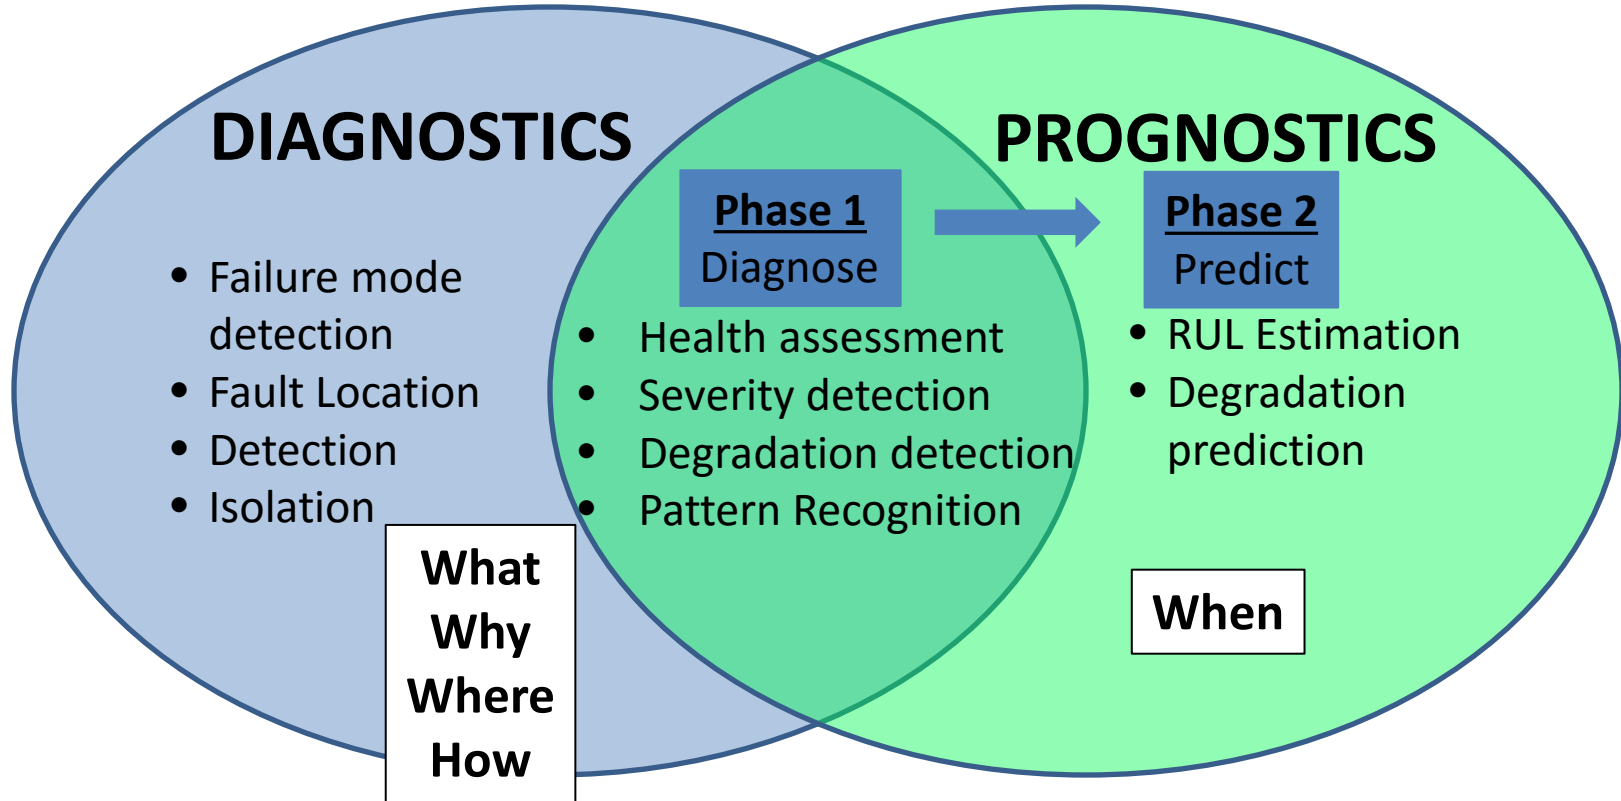 DIAGNOSTICS
• Failure mode
detection
• Fault Location
• Detection
• Isolation
What
Why
Where
How
Phase 1
Diagnose
• Health assessment
• Severity detection
• Degradation detection
• Pattern Recognition
PROGNOSTICS
Phase 2
Predict
• RUL Estimation
• Degradation
prediction
When